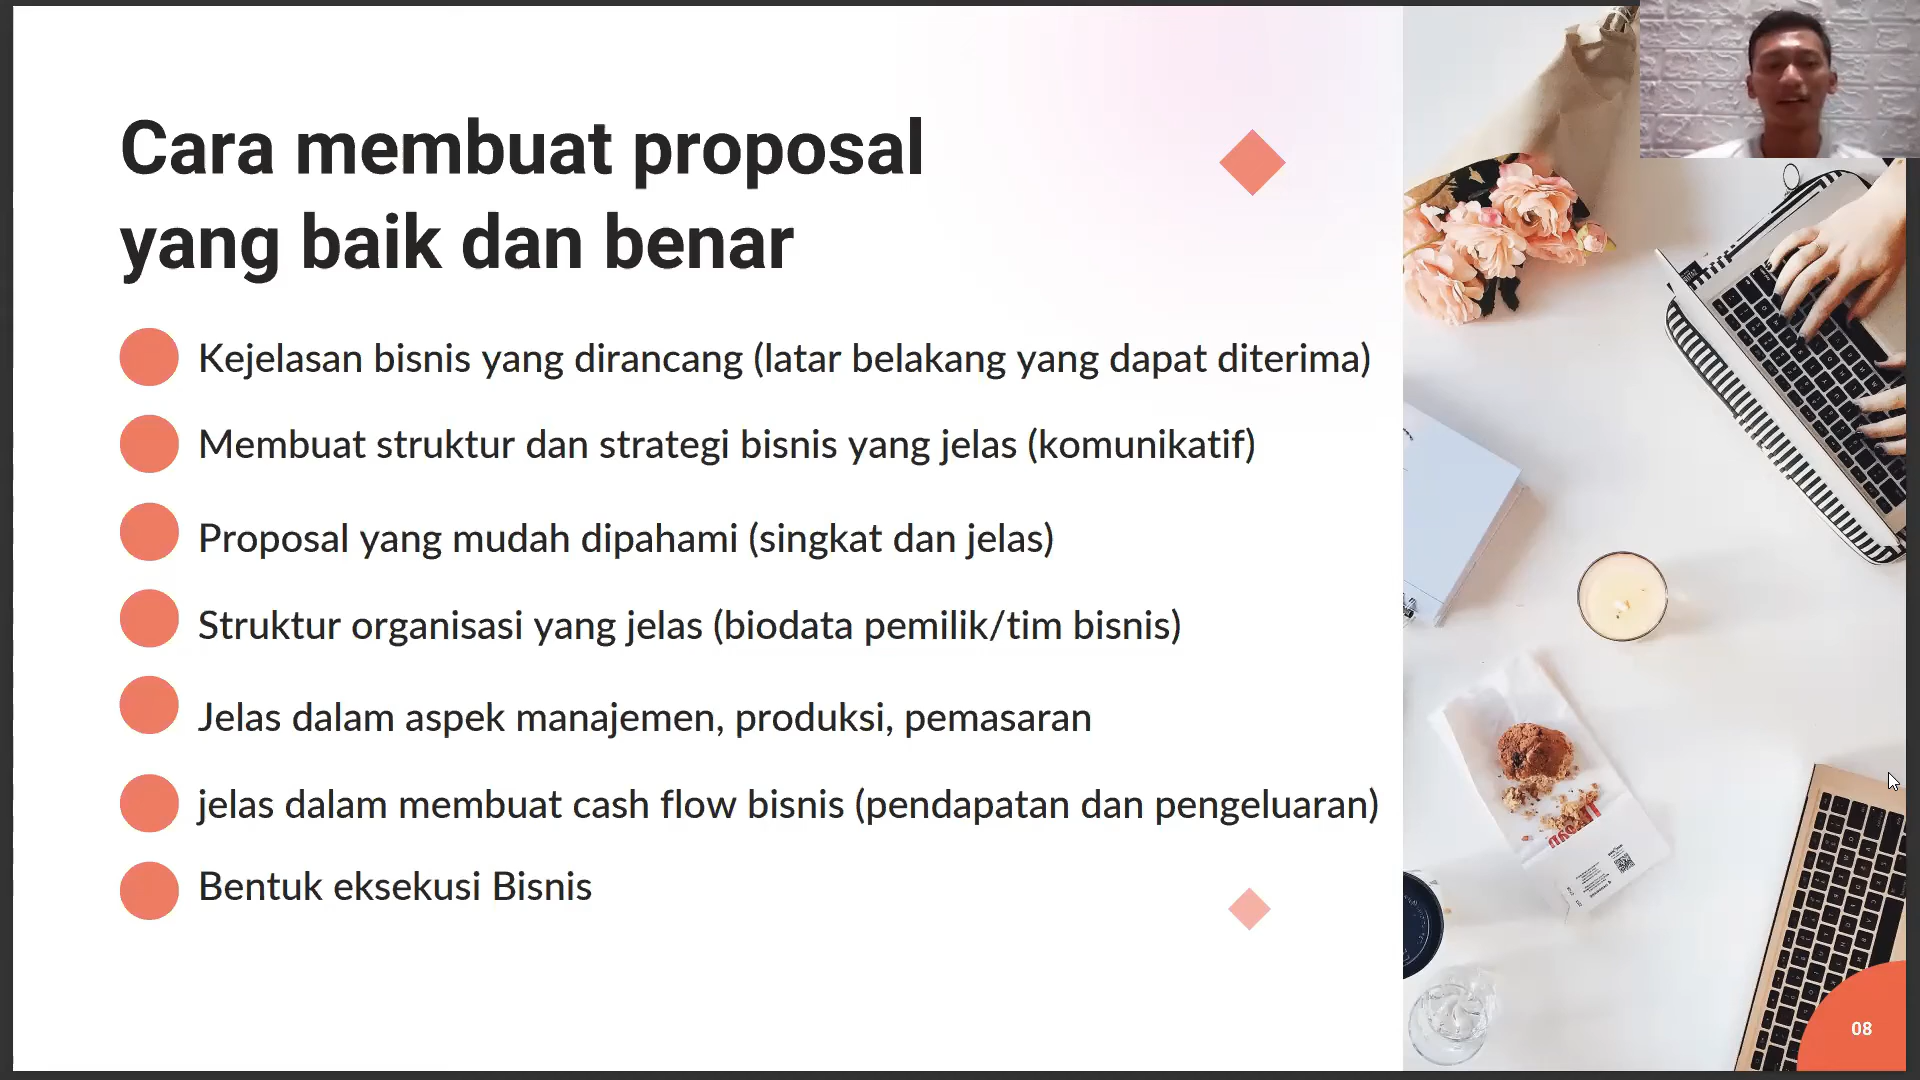 Cara membuat proposal
yang baik dan benar
Kejelasan bisnis yang dirancang (latar belakang yang dapat diterima)
Membuat struktur dan strategi bisnis yang jelas (komunikatif)
Proposal yang mudah dipahami (singkat dan jelas)
Struktur organisasi yang jelas (biodata pemilik/tim bisnis)
Jelas dalam aspek manajemen, produksi, pemasaran
jelas dalam membuat cash flow bisnis (pendapatan dan pengeluaran)
Bentuk eksekusi Bisnis
08